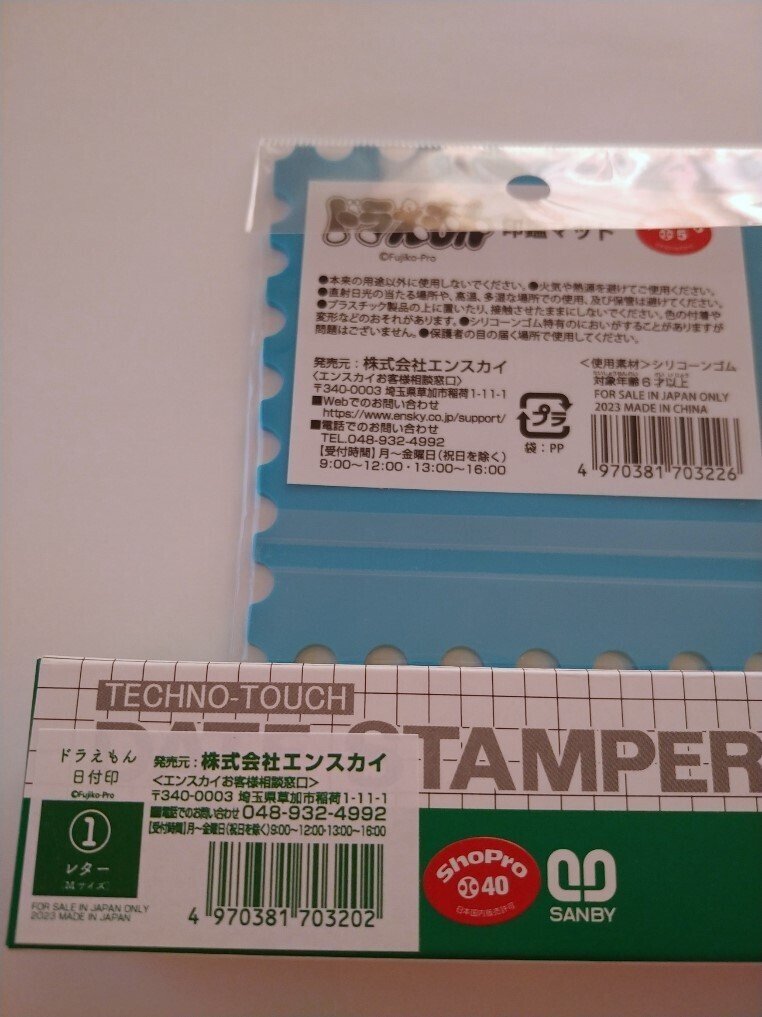 ドラえもん 印鑑マット
5
©Fujiko-Pro
●本来の用途以外に使用しないでください。●火気や熱源を避けてご使用ください。
●直射日光の当たる場所や、高温、多湿な場所での使用、及び保管は避けてください。
●プラスチック製品の上に置いたり、接触させたままにしないでください。色の付着や
変形などのおそれがあります。●シリコーンゴム特有のにおいがすることがありますが
問題はございません。●保護者の目の届く場所で使用してください。
発売元:株式会社エンスカイ
<エンスカイお客様相談窓口>
〒340-0003 埼玉県草加市稲荷1-11-1
■Webでのお問い合わせ
https://www.ensky.co.jp/support/
■電話でのお問い合わせ
TEL.048-932-4992
【受付時間】月~金曜日(祝日を除く)
9:00~12:00・13:00~16:00
<使用素材>シリコーンゴム
対象年齢6才以上
FOR SALE IN JAPAN ONLY
2023 MADE IN CHINA
プラ
袋:PP
4 970381 703226
TECHNO-TOUCH
DATE STAMPER
ドラえもん
日付印
©Fujiko-Pro
1
レター
[Mサイズ]
FOR SALE IN JAPAN ONLY
2023 MADE IN JAPAN
発売元:株式会社エンスカイ
<エンスカイお客様相談窓口>
〒340-0003 埼玉県草加市稲荷1-11-1
■電話でのお問い合わせ 048-932-4992
【受付時間】月~金曜日(祝日を除く)9:00~12:00・13:00~16:00
4 970381 703202
ShoPro
40
日本国内販売許可
SANBY